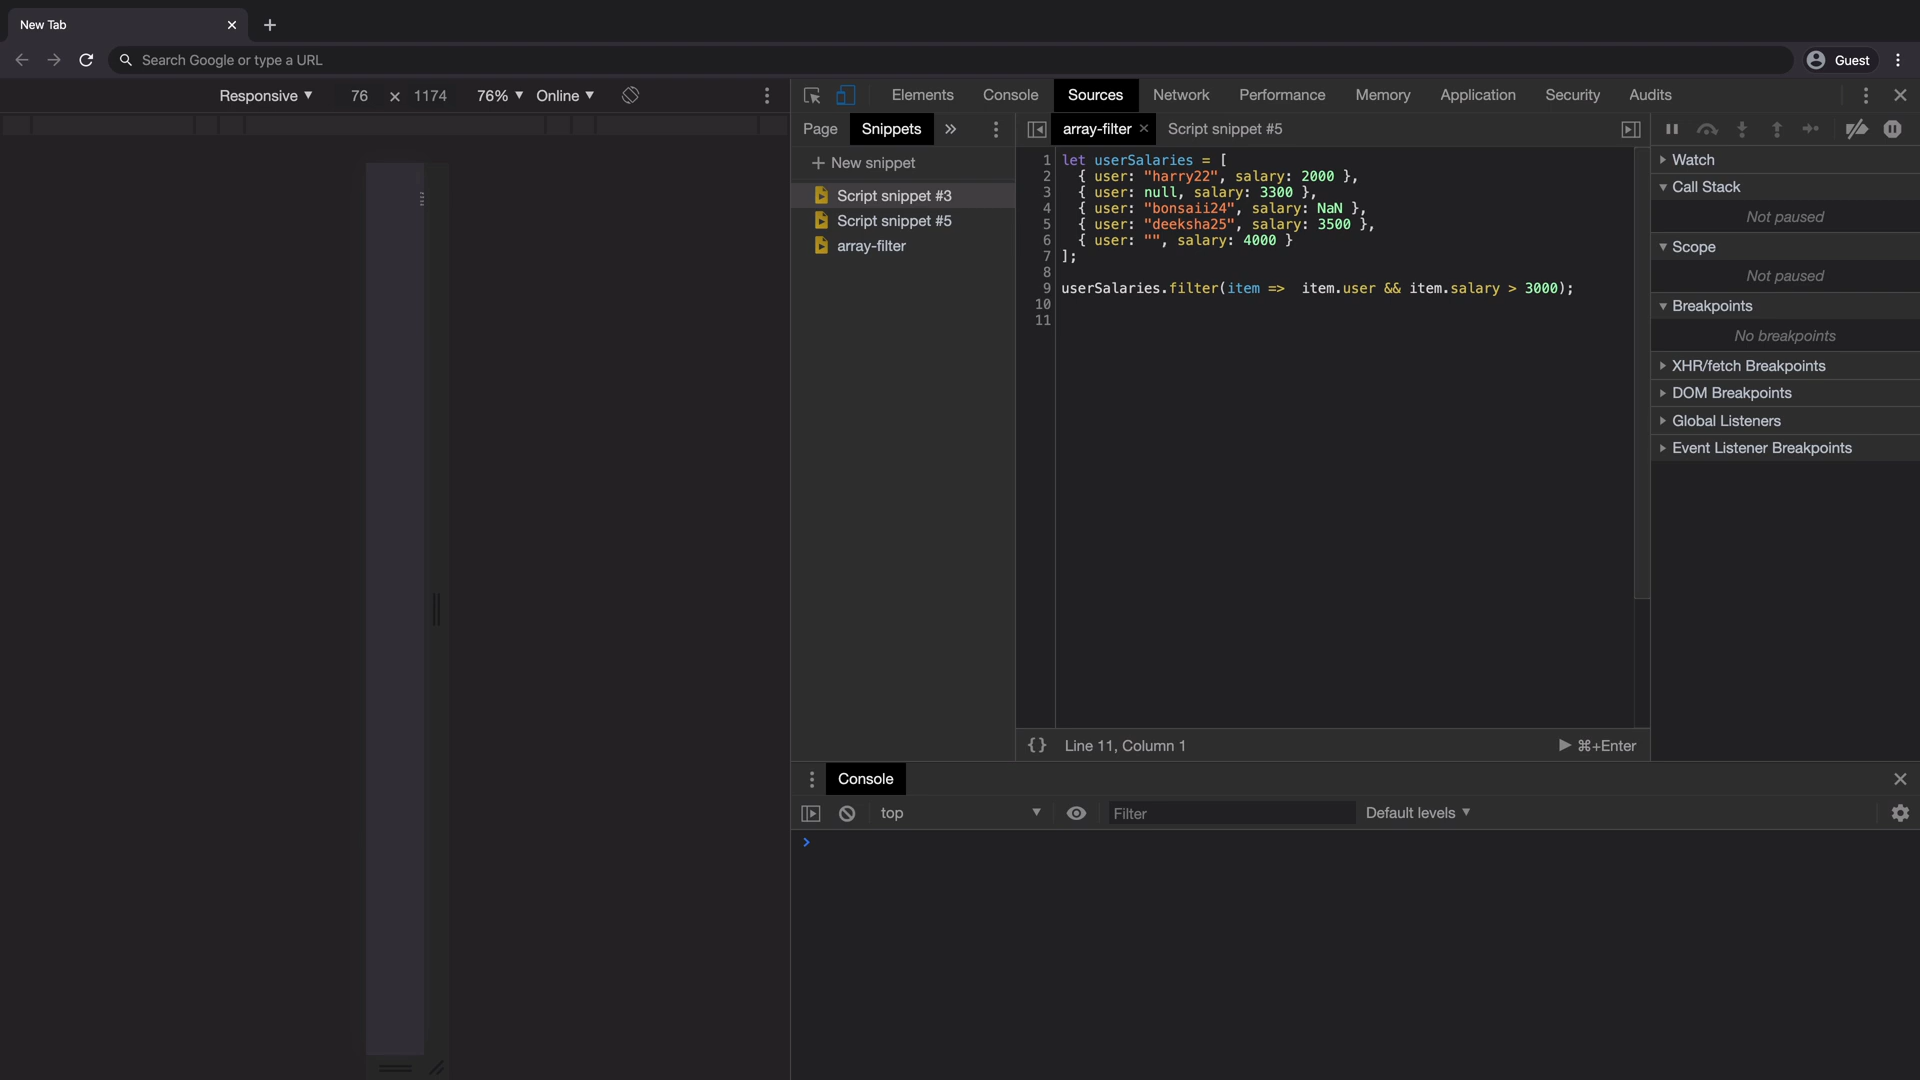 New Tab
Search Google or type a URL
Guest
Responsive ▼ 76 × 1174 76% ▼ Online ▼
Elements Console Sources Network Performance Memory Application Security Audits
Page Snippets »
array-filter × Script snippet #5
+ New snippet
Script snippet #3
Script snippet #5
array-filter
1 let userSalaries = [
2   { user: "harry22", salary: 2000 },
3   { user: null, salary: 3300 },
4   { user: "bonsaii24", salary: NaN },
5   { user: "deeksha25", salary: 3500 },
6   { user: "", salary: 4000 }
7 ];
8
9 userSalaries.filter(item =>  item.user && item.salary > 3000);
10
11
{} Line 11, Column 1 ▶ ⌘+Enter
Watch
Call Stack
Not paused
Scope
Not paused
Breakpoints
No breakpoints
XHR/fetch Breakpoints
DOM Breakpoints
Global Listeners
Event Listener Breakpoints
Console
top ▼ Filter Default levels ▼
>